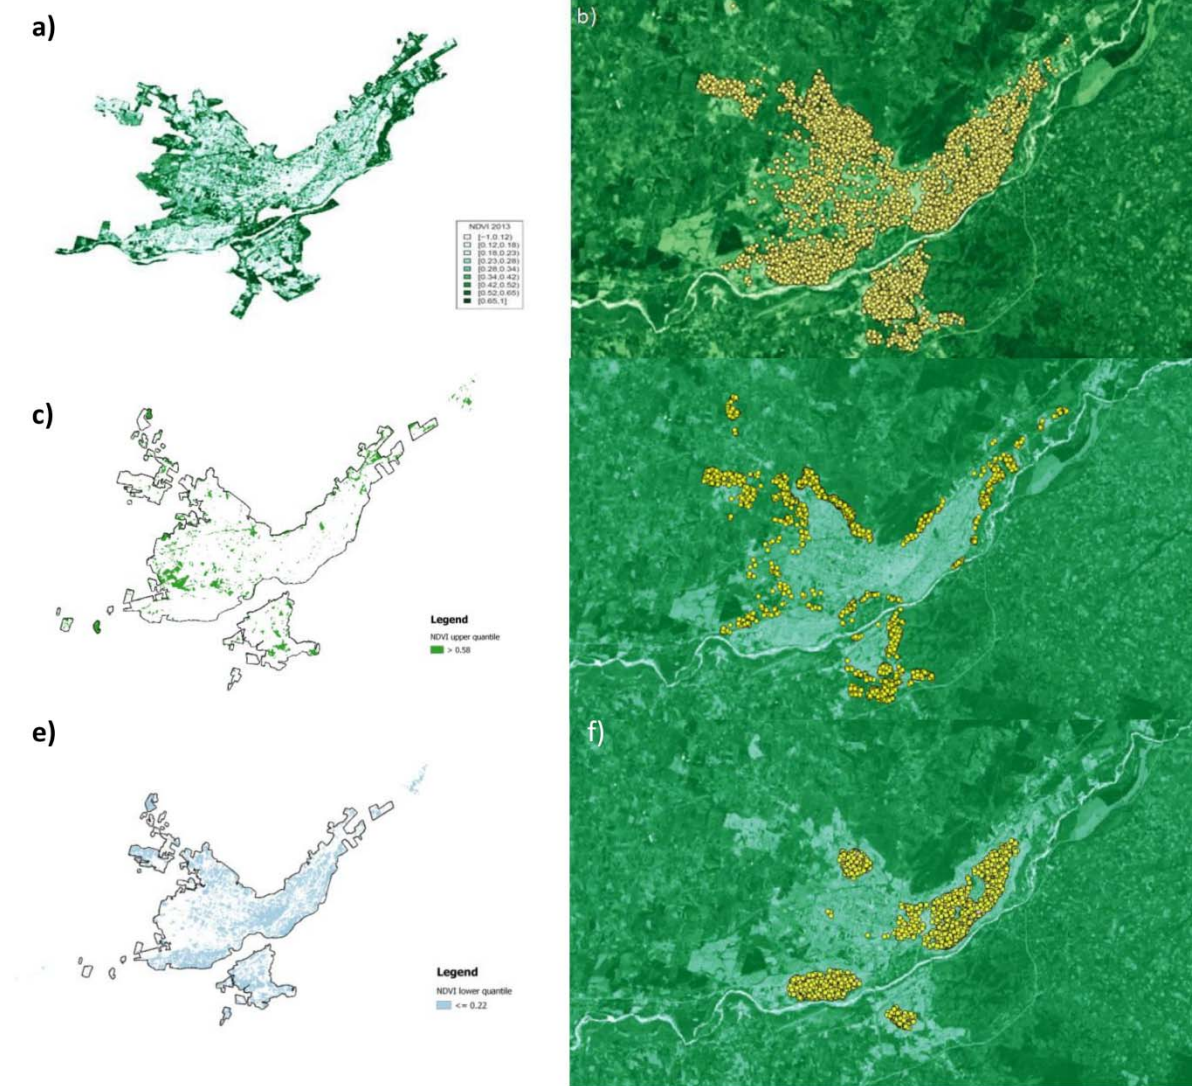 a)
b)
NDVI 2013
[−1,0.12)
[0.12,0.18)
[0.18,0.23)
[0.23,0.28)
[0.28,0.34)
[0.34,0.42)
[0.42,0.52)
[0.52,0.65)
[0.65,1]
c)
Legend
NDVI upper quantile
> 0.58
e)
f)
Legend
NDVI lower quantile
<= 0.22